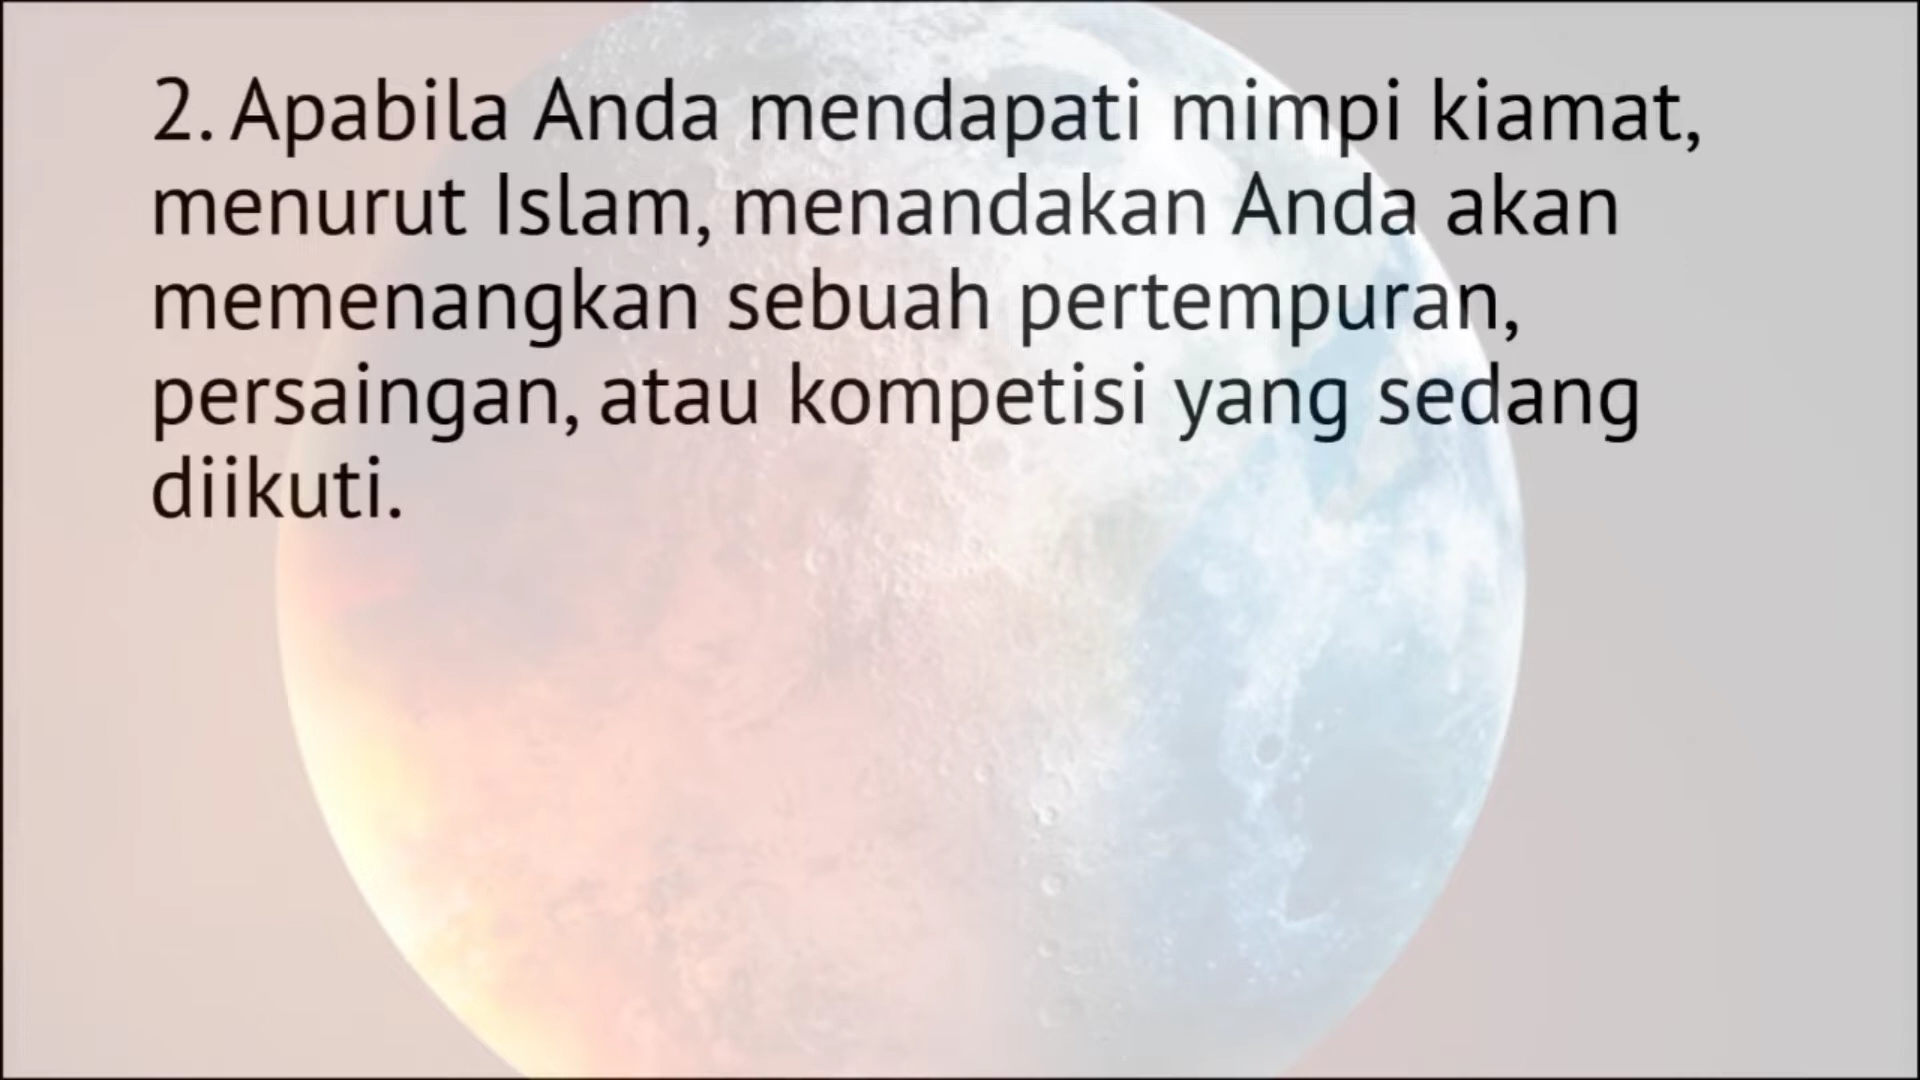 2. Apabila Anda mendapati mimpi kiamat,
menurut Islam, menandakan Anda akan
memenangkan sebuah pertempuran,
persaingan, atau kompetisi yang sedang
diikuti.